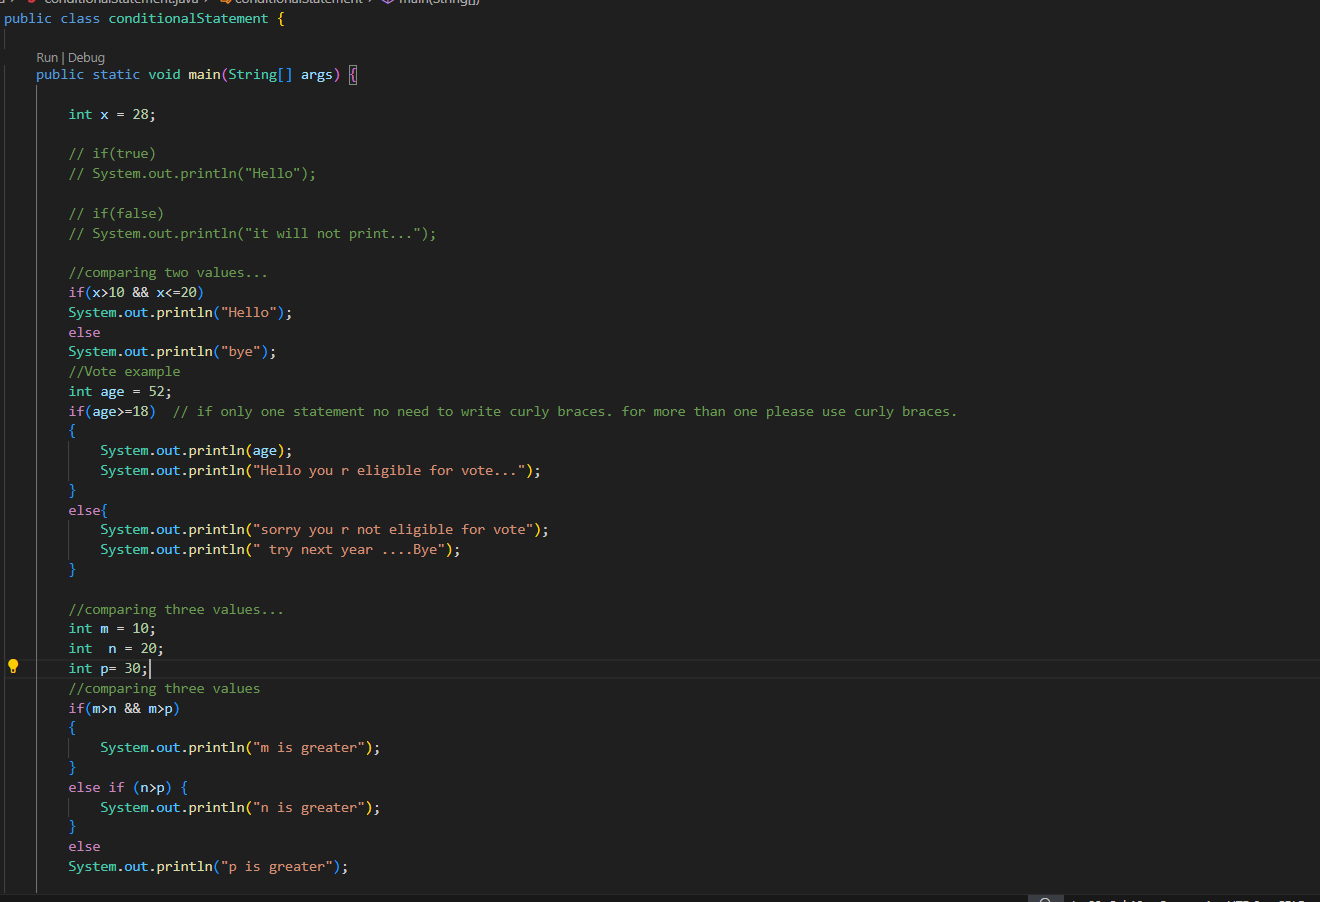 conditionalStatement.java > conditionalStatement > main(String[])
public class conditionalStatement {
Run | Debug
public static void main(String[] args) {
int x = 28;
// if(true)
// System.out.println("Hello");
// if(false)
// System.out.println("it will not print...");
//comparing two values...
if(x>10 && x<=20)
System.out.println("Hello");
else
System.out.println("bye");
//Vote example
int age = 52;
if(age>=18)  // if only one statement no need to write curly braces. for more than one please use curly braces.
{
System.out.println(age);
System.out.println("Hello you r eligible for vote...");
}
else{
System.out.println("sorry you r not eligible for vote");
System.out.println(" try next year ....Bye");
}
//comparing three values...
int m = 10;
int  n = 20;
int p= 30;
//comparing three values
if(m>n && m>p)
{
System.out.println("m is greater");
}
else if (n>p) {
System.out.println("n is greater");
}
else
System.out.println("p is greater");